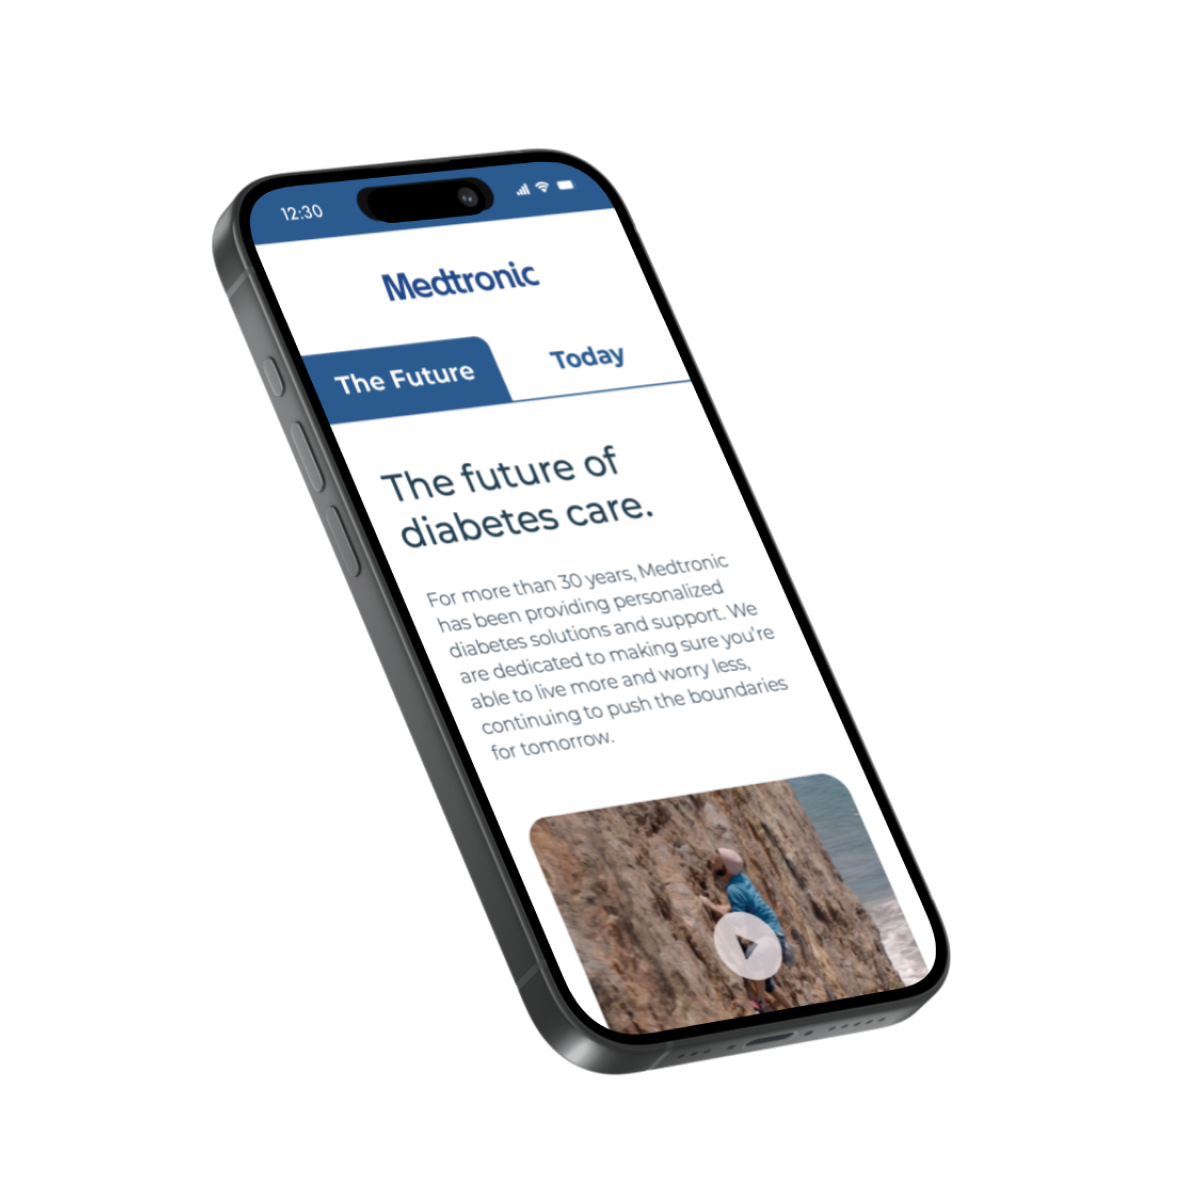 12:30
Medtronic
The Future
Today
The future of
diabetes care.
For more than 30 years, Medtronic
has been providing personalized
diabetes solutions and support. We
are dedicated to making sure you're
able to live more and worry less,
continuing to push the boundaries
for tomorrow.